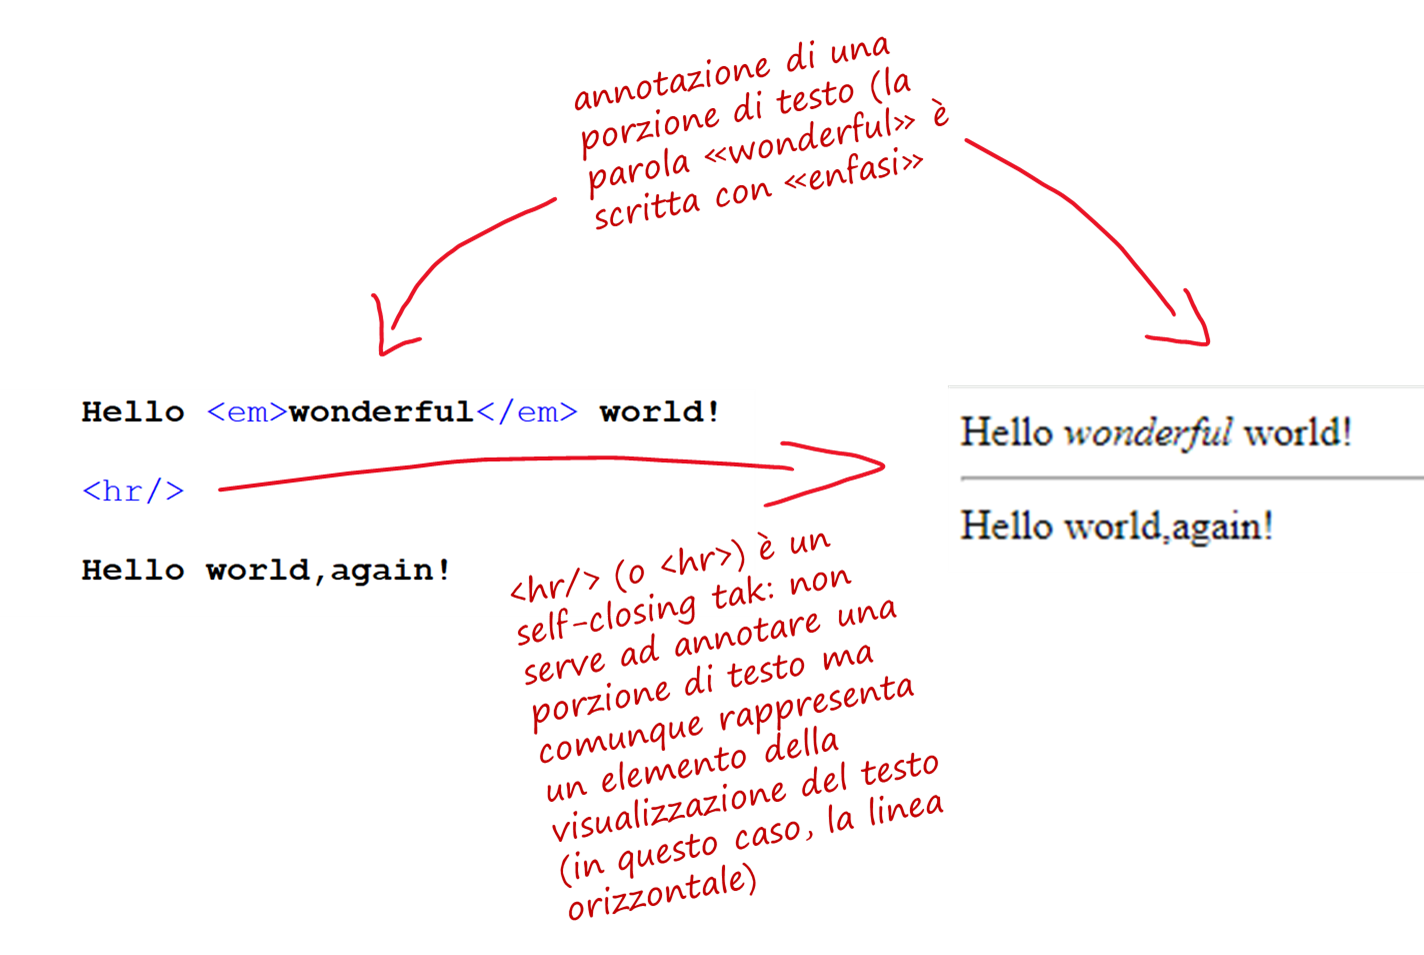 annotazione di una
porzione di testo (la
parola «wonderful» è
scritta con «enfasi»
Hello <em>wonderful</em> world!
<hr/>
Hello world,again!
Hello wonderful world!
Hello world,again!
<hr/> (o <hr>) è un
self-closing tak: non
serve ad annotare una
porzione di testo ma
comunque rappresenta
un elemento della
visualizzazione del testo
(in questo caso, la linea
orizzontale)